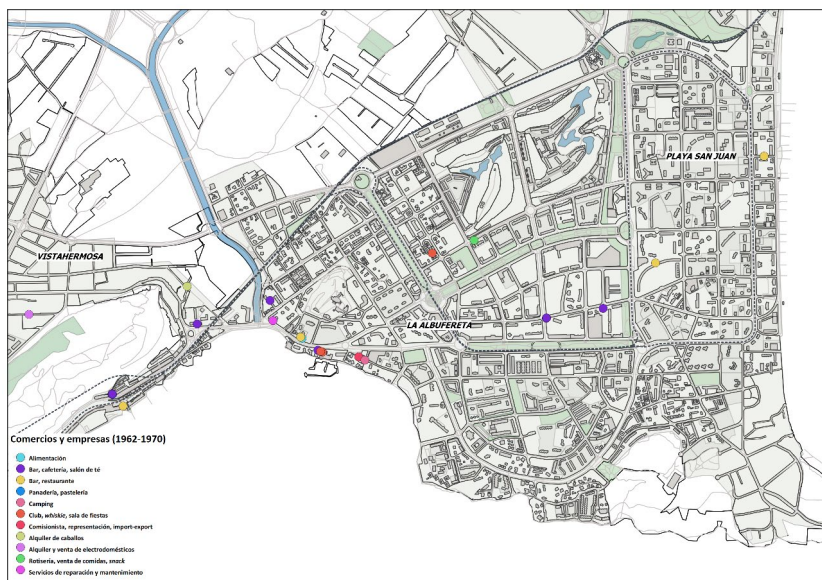 PLAYA SAN JUAN
VISTAHERMOSA
LA ALBUFERETA
Comercios y empresas (1962-1970)
Alimentación
Bar, cafetería, salón de té
Bar, restaurante
Panadería, pastelería
Camping
Club, whiskie, sala de fiestas
Comisionista, representación, import-export
Alquiler de caballos
Alquiler y venta de electrodomésticos
Rotisería, venta de comidas, snack
Servicios de reparación y mantenimiento